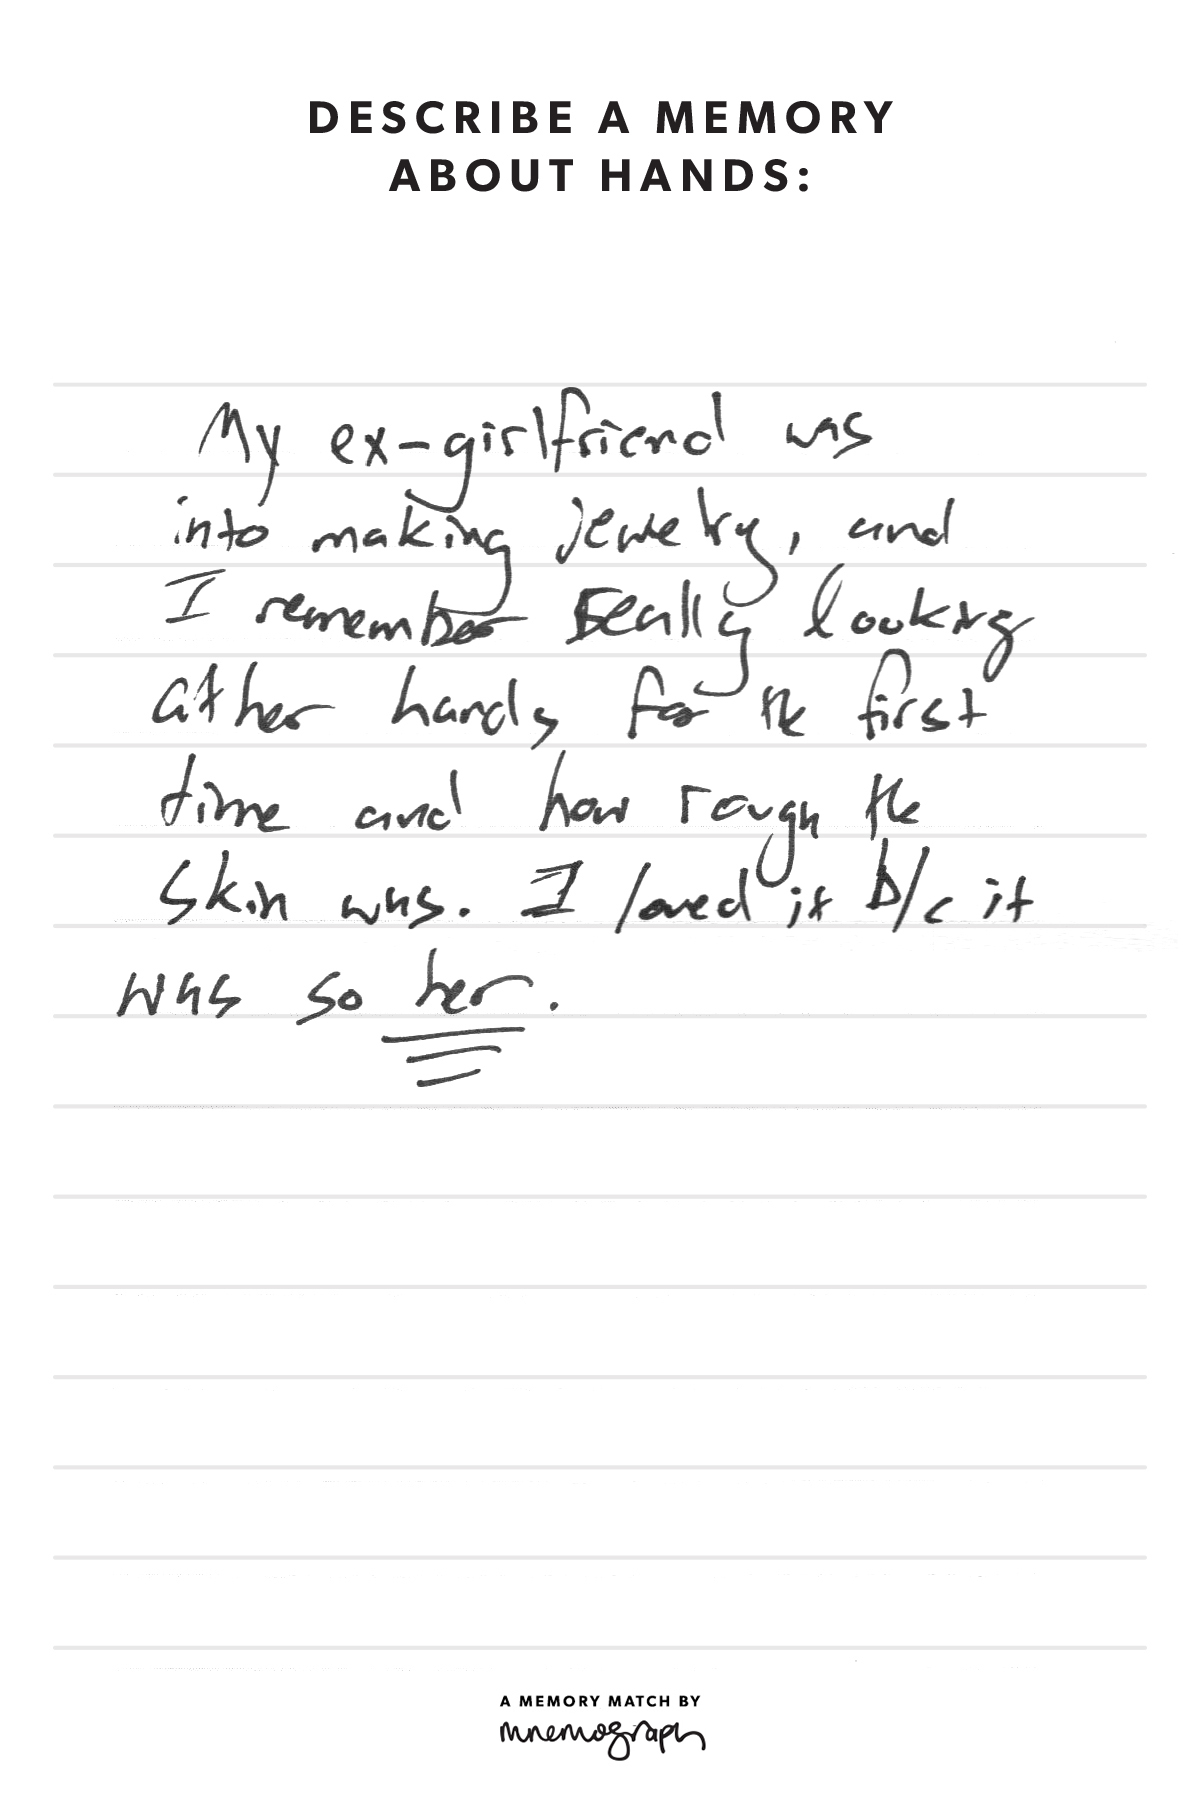 DESCRIBE A MEMORY
ABOUT HANDS:
My ex-girlfriend was
into making jewelry, and
I remember really looking
at her hands for the first
time and how rough the
skin was. I loved it b/c it
was so her.
A MEMORY MATCH BY
mnemograph